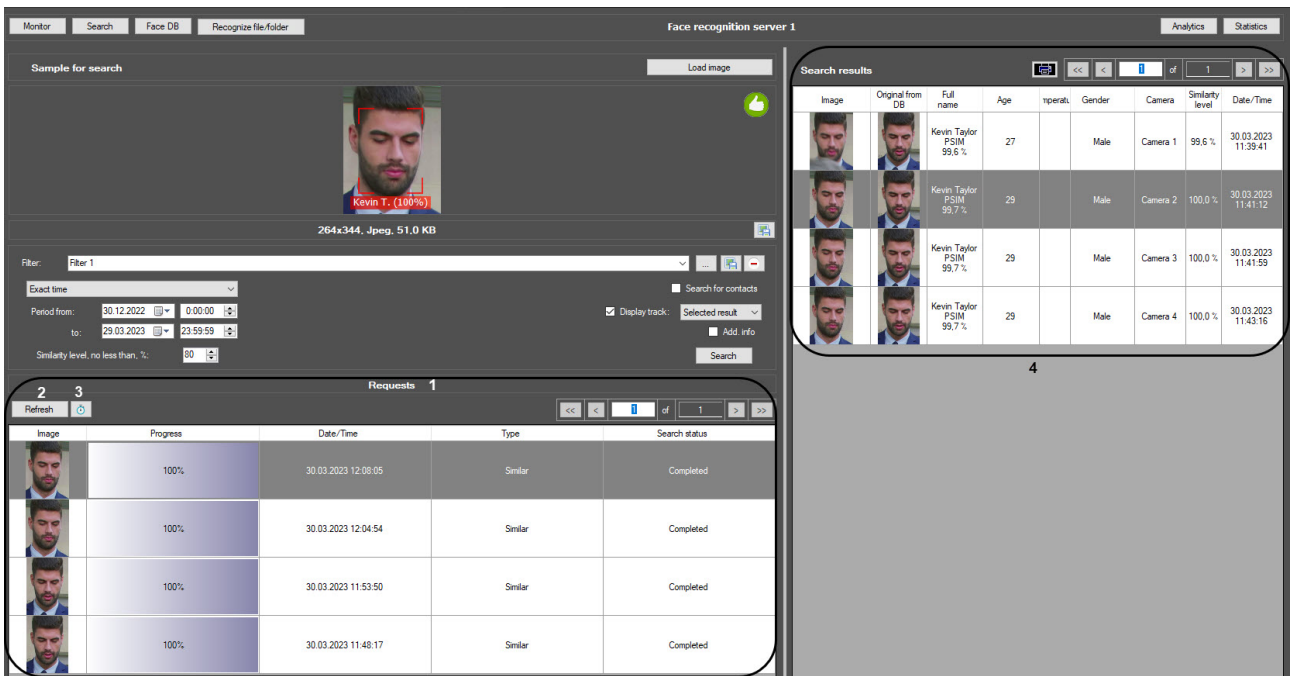 Monitor Search Face DB Recognize file/folder Face recognition server 1 Analytics Statistics
Sample for search Load image
Kevin T. (100%)
264x344, Jpeg, 51,0 KB
Filter: Filter 1 ...
Exact time Search for contacts
Period from: 30.12.2022 0:00:00 Display track: Selected result
to: 29.03.2023 23:59:59 Add. info
Similarity level, no less than, %: 80 Search
Requests 1
2 3
Refresh << < 1 of 1 > >>
Image Progress Date/Time Type Search status
100% 30.03.2023 12:08:05 Similar Completed
100% 30.03.2023 12:04:54 Similar Completed
100% 30.03.2023 11:53:50 Similar Completed
100% 30.03.2023 11:48:17 Similar Completed
Search results << < 1 of 1 > >>
Image Original from DB Full name Age nperatu Gender Camera Similarity level Date/Time
Kevin Taylor PSIM 99,6 % 27 Male Camera 1 99,6 % 30.03.2023 11:39:41
Kevin Taylor PSIM 99,7 % 29 Male Camera 2 100,0 % 30.03.2023 11:41:12
Kevin Taylor PSIM 99,7 % 29 Male Camera 3 100,0 % 30.03.2023 11:41:59
Kevin Taylor PSIM 99,7 % 29 Male Camera 4 100,0 % 30.03.2023 11:43:16
4